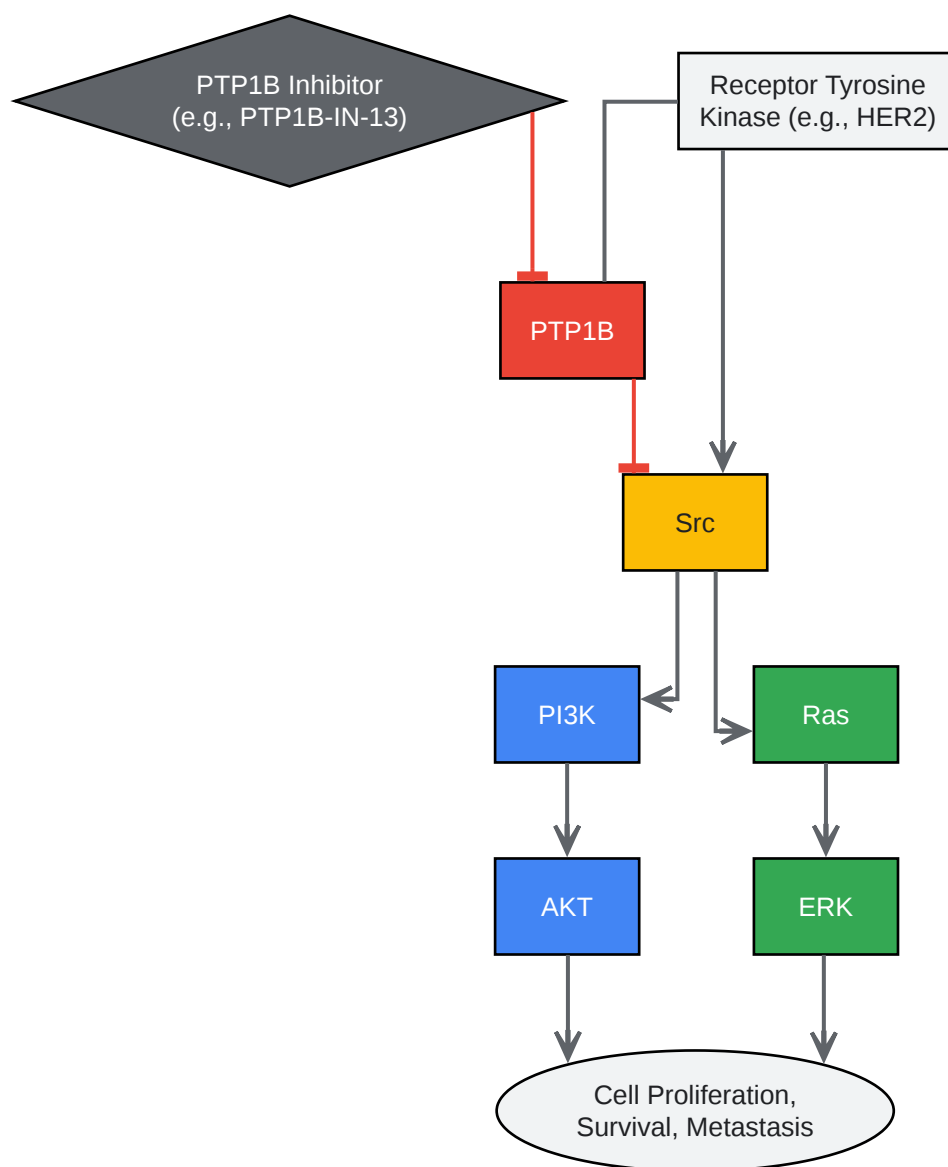 PTP1B Inhibitor
(e.g., PTP1B-IN-13)
Receptor Tyrosine
Kinase (e.g., HER2)
PTP1B
Src
PI3K
Ras
AKT
ERK
Cell Proliferation,
Survival, Metastasis